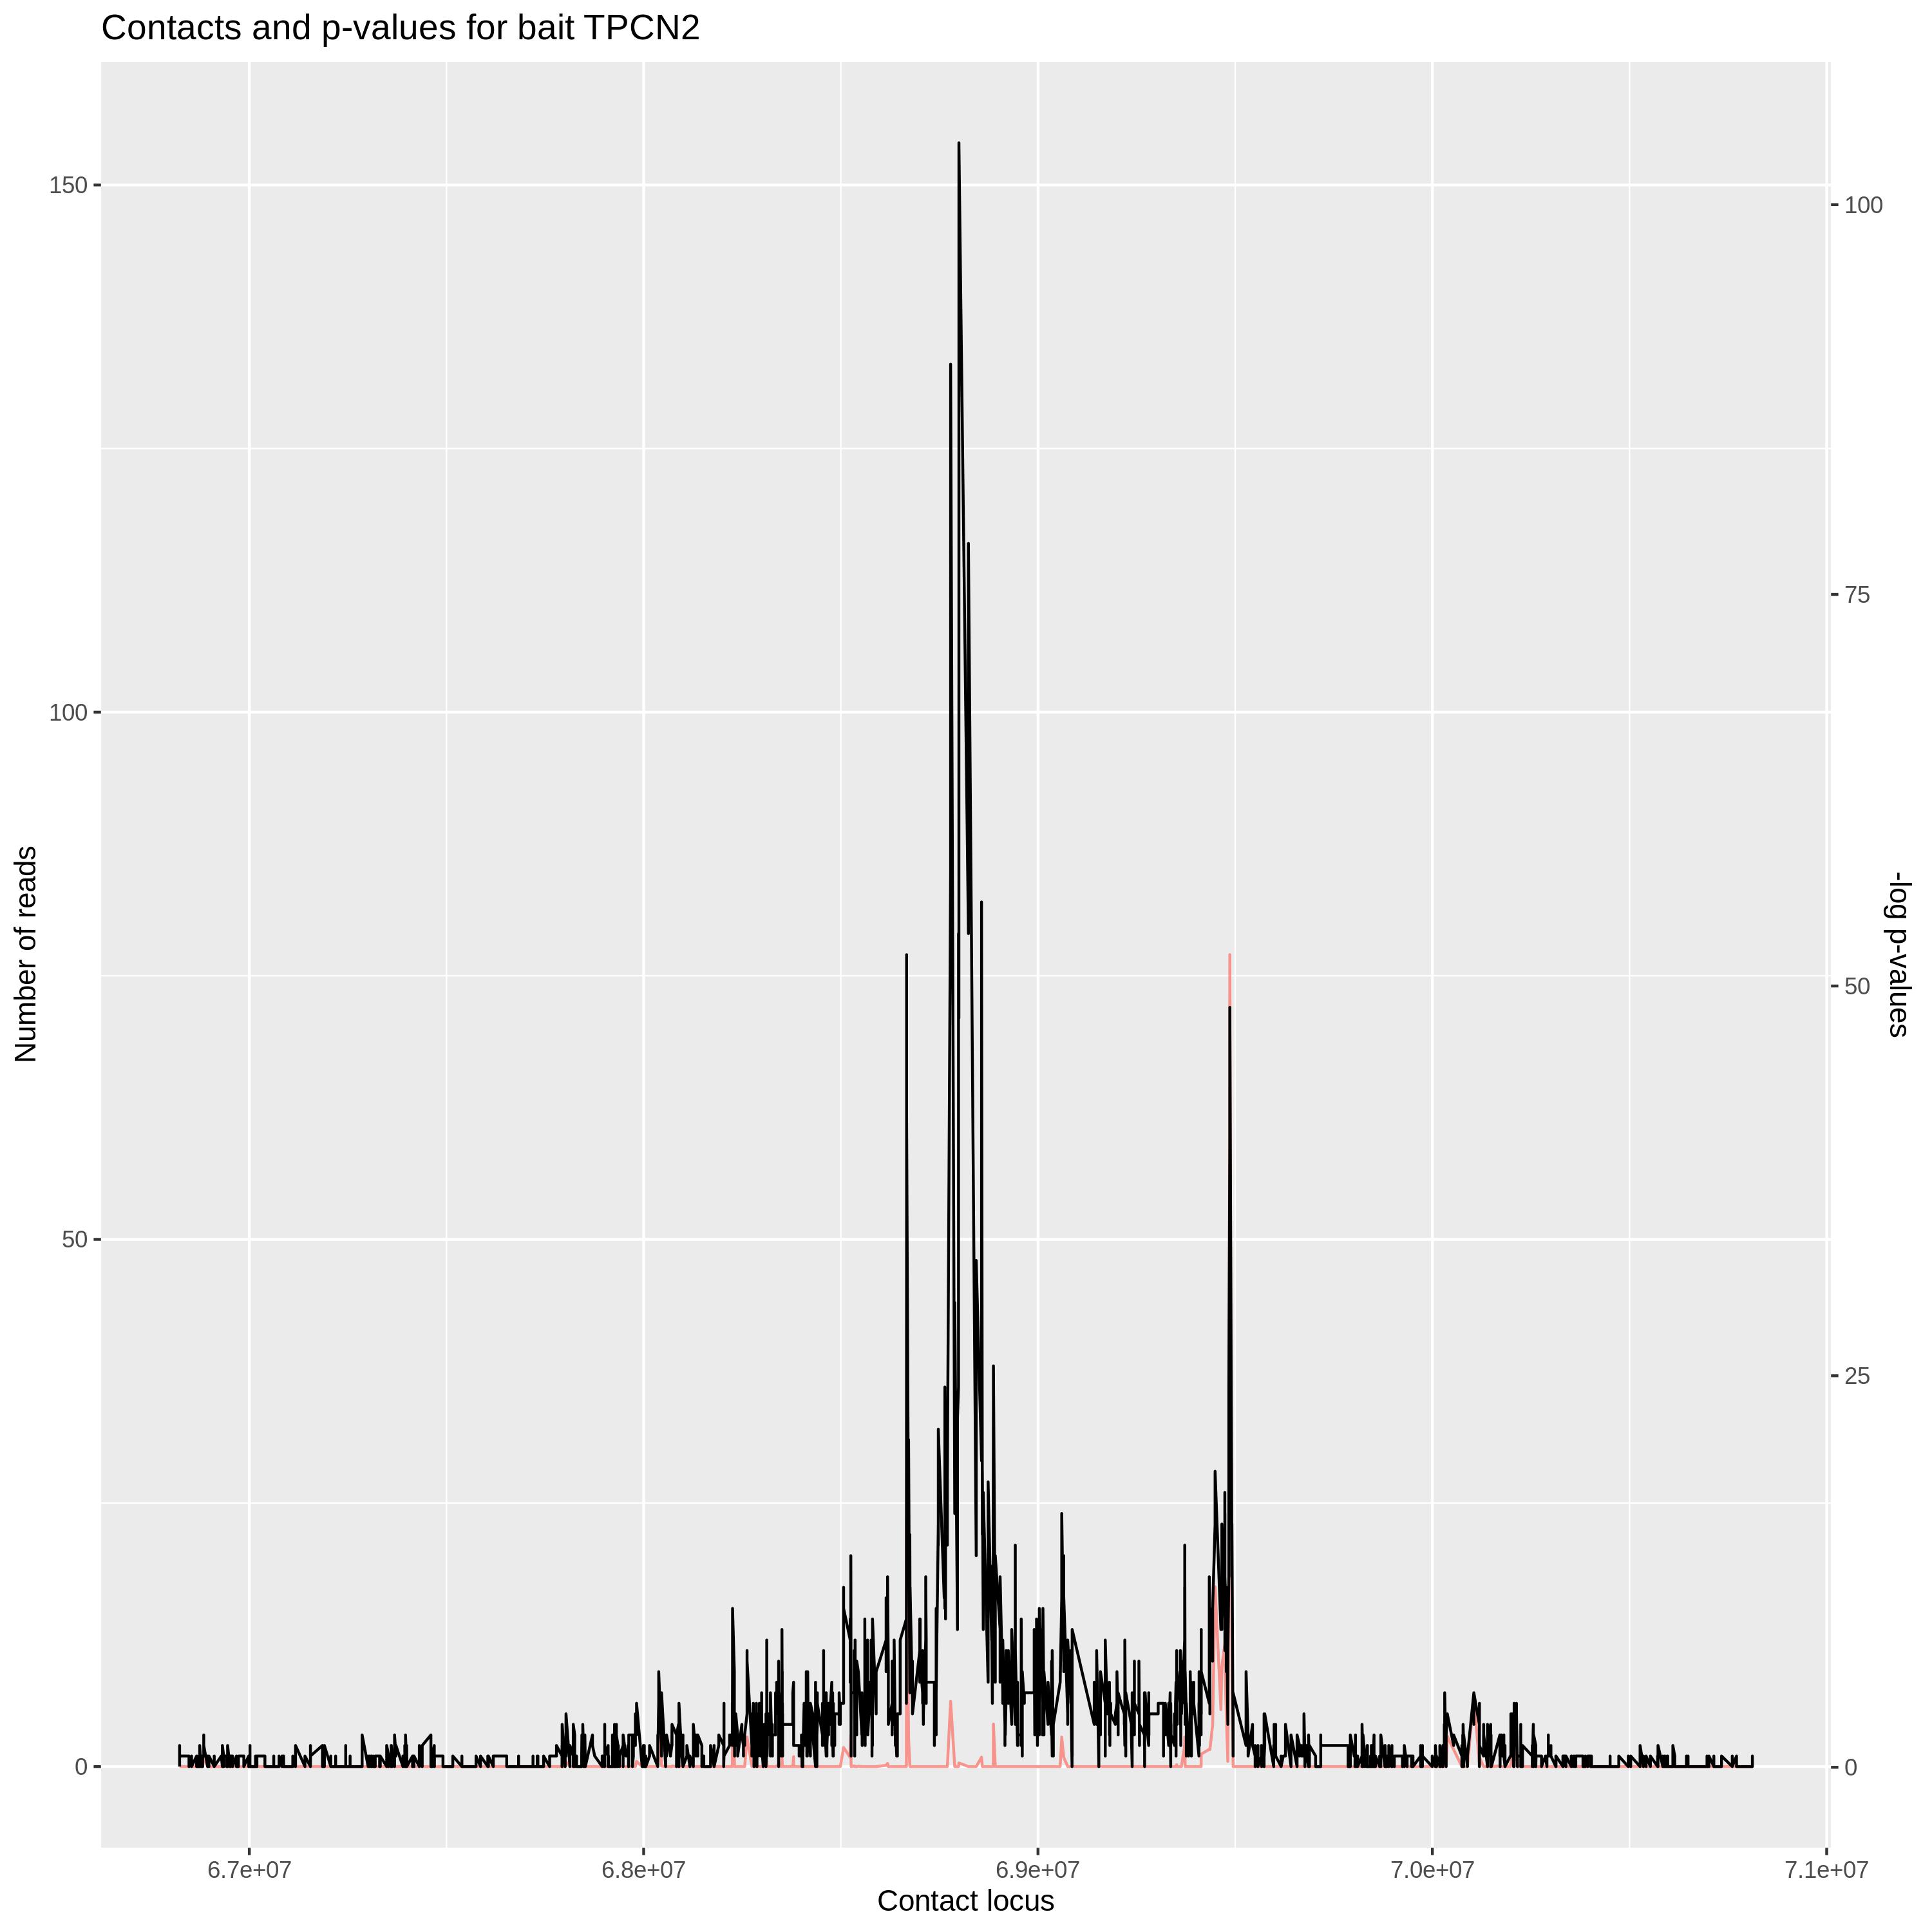 Contacts and p-values for bait TPCN2
150
100
50
0
Number of reads
100
75
50
25
0
-log p-values
6.7e+07 6.8e+07 6.9e+07 7.0e+07 7.1e+07
Contact locus